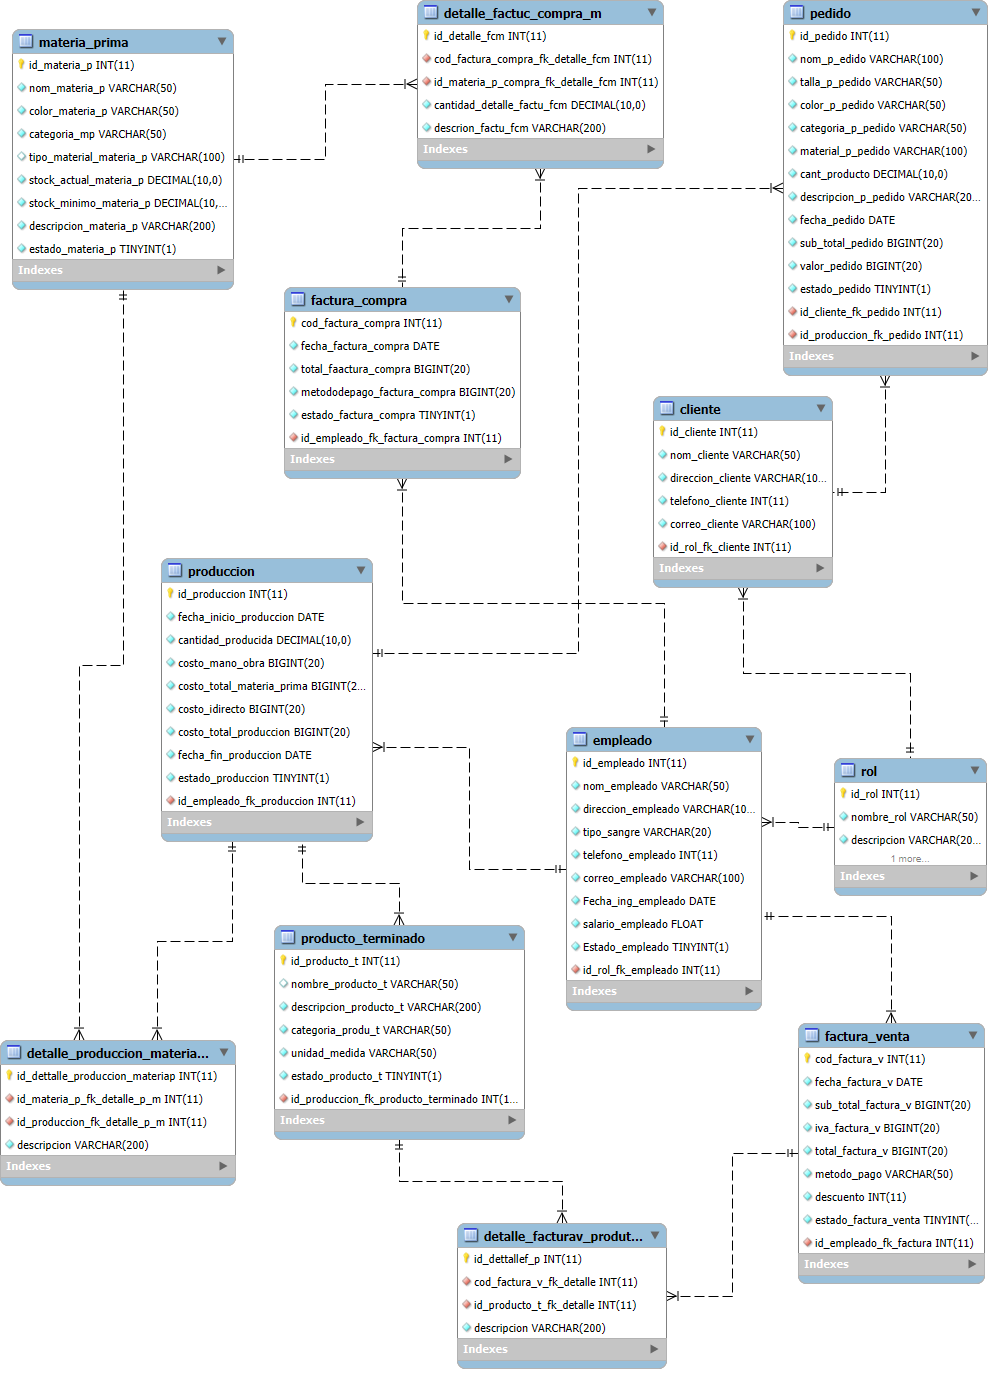 materia_prima
id_materia_p INT(11)
nom_materia_p VARCHAR(50)
color_materia_p VARCHAR(50)
categoria_mp VARCHAR(50)
tipo_material_materia_p VARCHAR(100)
stock_actual_materia_p DECIMAL(10,0)
stock_minimo_materia_p DECIMAL(10,...
descripcion_materia_p VARCHAR(200)
estado_materia_p TINYINT(1)
Indexes
detalle_factuc_compra_m
id_detalle_fcm INT(11)
cod_factura_compra_fk_detalle_fcm INT(11)
id_materia_p_compra_fk_detalle_fcm INT(11)
cantidad_detalle_factu_fcm DECIMAL(10,0)
descrion_factu_fcm VARCHAR(200)
Indexes
pedido
id_pedido INT(11)
nom_p_edido VARCHAR(100)
talla_p_pedido VARCHAR(50)
color_p_pedido VARCHAR(50)
categoria_p_pedido VARCHAR(50)
material_p_pedido VARCHAR(100)
cant_producto DECIMAL(10,0)
descripcion_p_pedido VARCHAR(20...
fecha_pedido DATE
sub_total_pedido BIGINT(20)
valor_pedido BIGINT(20)
estado_pedido TINYINT(1)
id_cliente_fk_pedido INT(11)
id_produccion_fk_pedido INT(11)
Indexes
factura_compra
cod_factura_compra INT(11)
fecha_factura_compra DATE
total_faactura_compra BIGINT(20)
metododepago_factura_compra BIGINT(20)
estado_factura_compra TINYINT(1)
id_empleado_fk_factura_compra INT(11)
Indexes
cliente
id_cliente INT(11)
nom_cliente VARCHAR(50)
direccion_cliente VARCHAR(10...
telefono_cliente INT(11)
correo_cliente VARCHAR(100)
id_rol_fk_cliente INT(11)
Indexes
produccion
id_produccion INT(11)
fecha_inicio_produccion DATE
cantidad_producida DECIMAL(10,0)
costo_mano_obra BIGINT(20)
costo_total_materia_prima BIGINT(2...
costo_idirecto BIGINT(20)
costo_total_produccion BIGINT(20)
fecha_fin_produccion DATE
estado_produccion TINYINT(1)
id_empleado_fk_produccion INT(11)
Indexes
empleado
id_empleado INT(11)
nom_empleado VARCHAR(50)
direccion_empleado VARCHAR(10...
tipo_sangre VARCHAR(20)
telefono_empleado INT(11)
correo_empleado VARCHAR(100)
Fecha_ing_empleado DATE
salario_empleado FLOAT
Estado_empleado TINYINT(1)
id_rol_fk_empleado INT(11)
Indexes
rol
id_rol INT(11)
nombre_rol VARCHAR(50)
descripcion VARCHAR(20...
1 more...
Indexes
producto_terminado
id_producto_t INT(11)
nombre_producto_t VARCHAR(50)
descripcion_producto_t VARCHAR(200)
categoria_produ_t VARCHAR(50)
unidad_medida VARCHAR(50)
estado_producto_t TINYINT(1)
id_produccion_fk_producto_terminado INT(1...
Indexes
detalle_produccion_materia...
id_dettalle_produccion_materiap INT(11)
id_materia_p_fk_detalle_p_m INT(11)
id_produccion_fk_detalle_p_m INT(11)
descripcion VARCHAR(200)
Indexes
factura_venta
cod_factura_v INT(11)
fecha_factura_v DATE
sub_total_factura_v BIGINT(20)
iva_factura_v BIGINT(20)
total_factura_v BIGINT(20)
metodo_pago VARCHAR(50)
descuento INT(11)
estado_factura_venta TINYINT(...
id_empleado_fk_factura INT(11)
Indexes
detalle_facturav_produt...
id_dettallef_p INT(11)
cod_factura_v_fk_detalle INT(11)
id_producto_t_fk_detalle INT(11)
descripcion VARCHAR(200)
Indexes